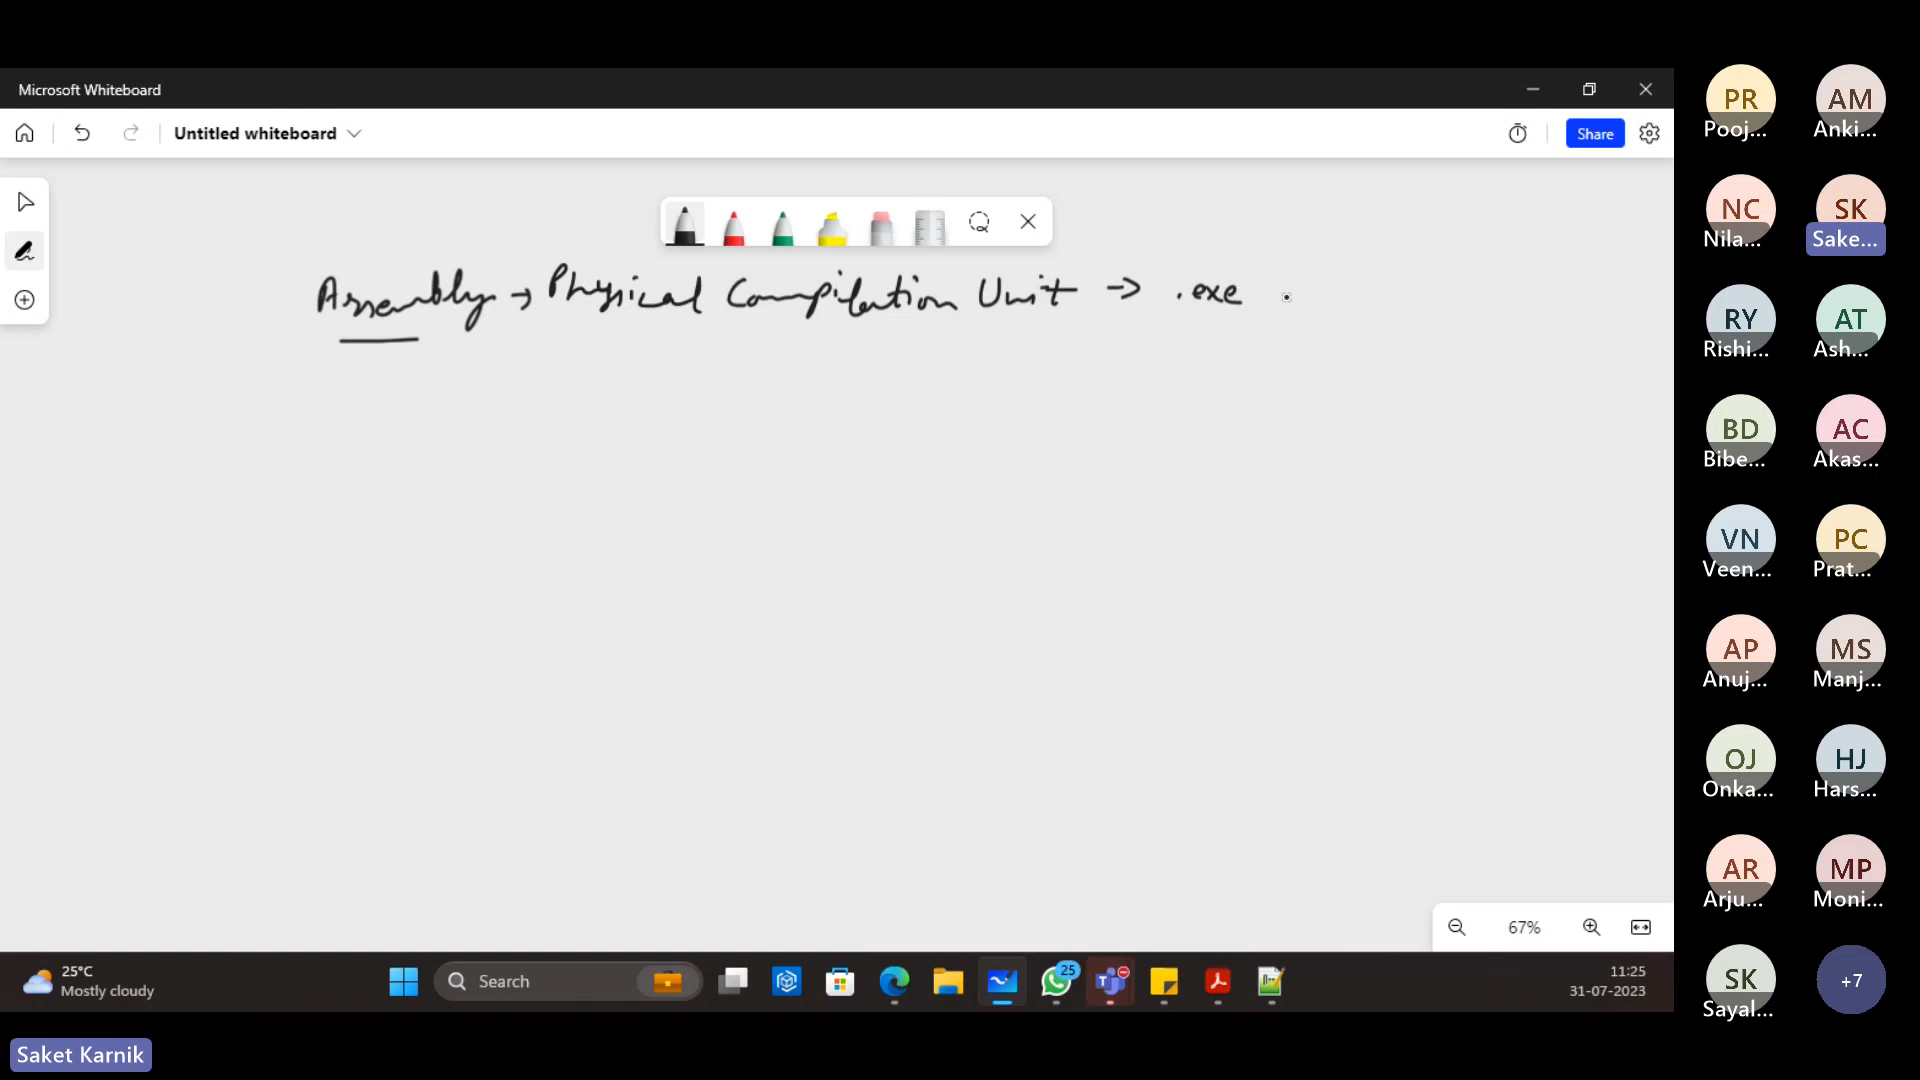 Microsoft Whiteboard
Untitled whiteboard
Share
Assembly → Physical Compilation Unit → .exe
67%
25°C
Mostly cloudy
Search
25
11:25
31-07-2023
Saket Karnik
PR
Pooj...
AM
Anki...
NC
Nila...
SK
Sake...
RY
Rishi...
AT
Ash...
BD
Bibe...
AC
Akas...
VN
Veen...
PC
Prat...
AP
Anuj...
MS
Manj...
OJ
Onka...
HJ
Hars...
AR
Arju...
MP
Moni...
SK
Sayal...
+7